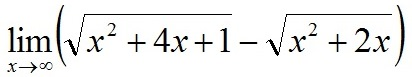 lim x→∞ (√(x² + 4x + 1) − √(x² + 2x))